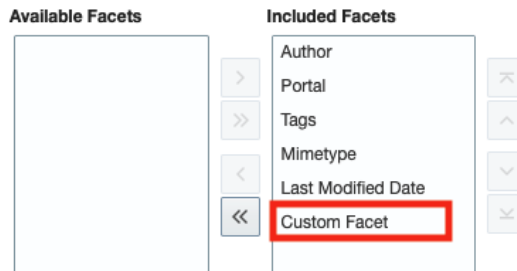 Available Facets
Included Facets
Author
Portal
Tags
Mimetype
Last Modified Date
Custom Facet